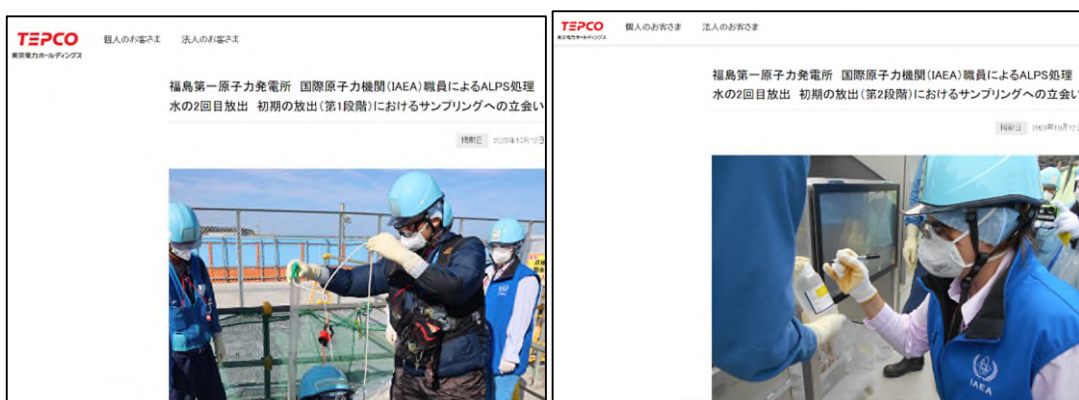 TEPCO
東京電力ホールディングス
個人のお客さま 法人のお客さま
福島第一原子力発電所 国際原子力機関(IAEA)職員によるALPS処理
水の2回目放出 初期の放出(第1段階)におけるサンプリングへの立会い
掲載日
TEPCO
東京電力ホールディングス
個人のお客さま 法人のお客さま
福島第一原子力発電所 国際原子力機関(IAEA)職員によるALPS処理
水の2回目放出 初期の放出(第2段階)におけるサンプリングへの立会い
掲載日
IAEA
IAEA